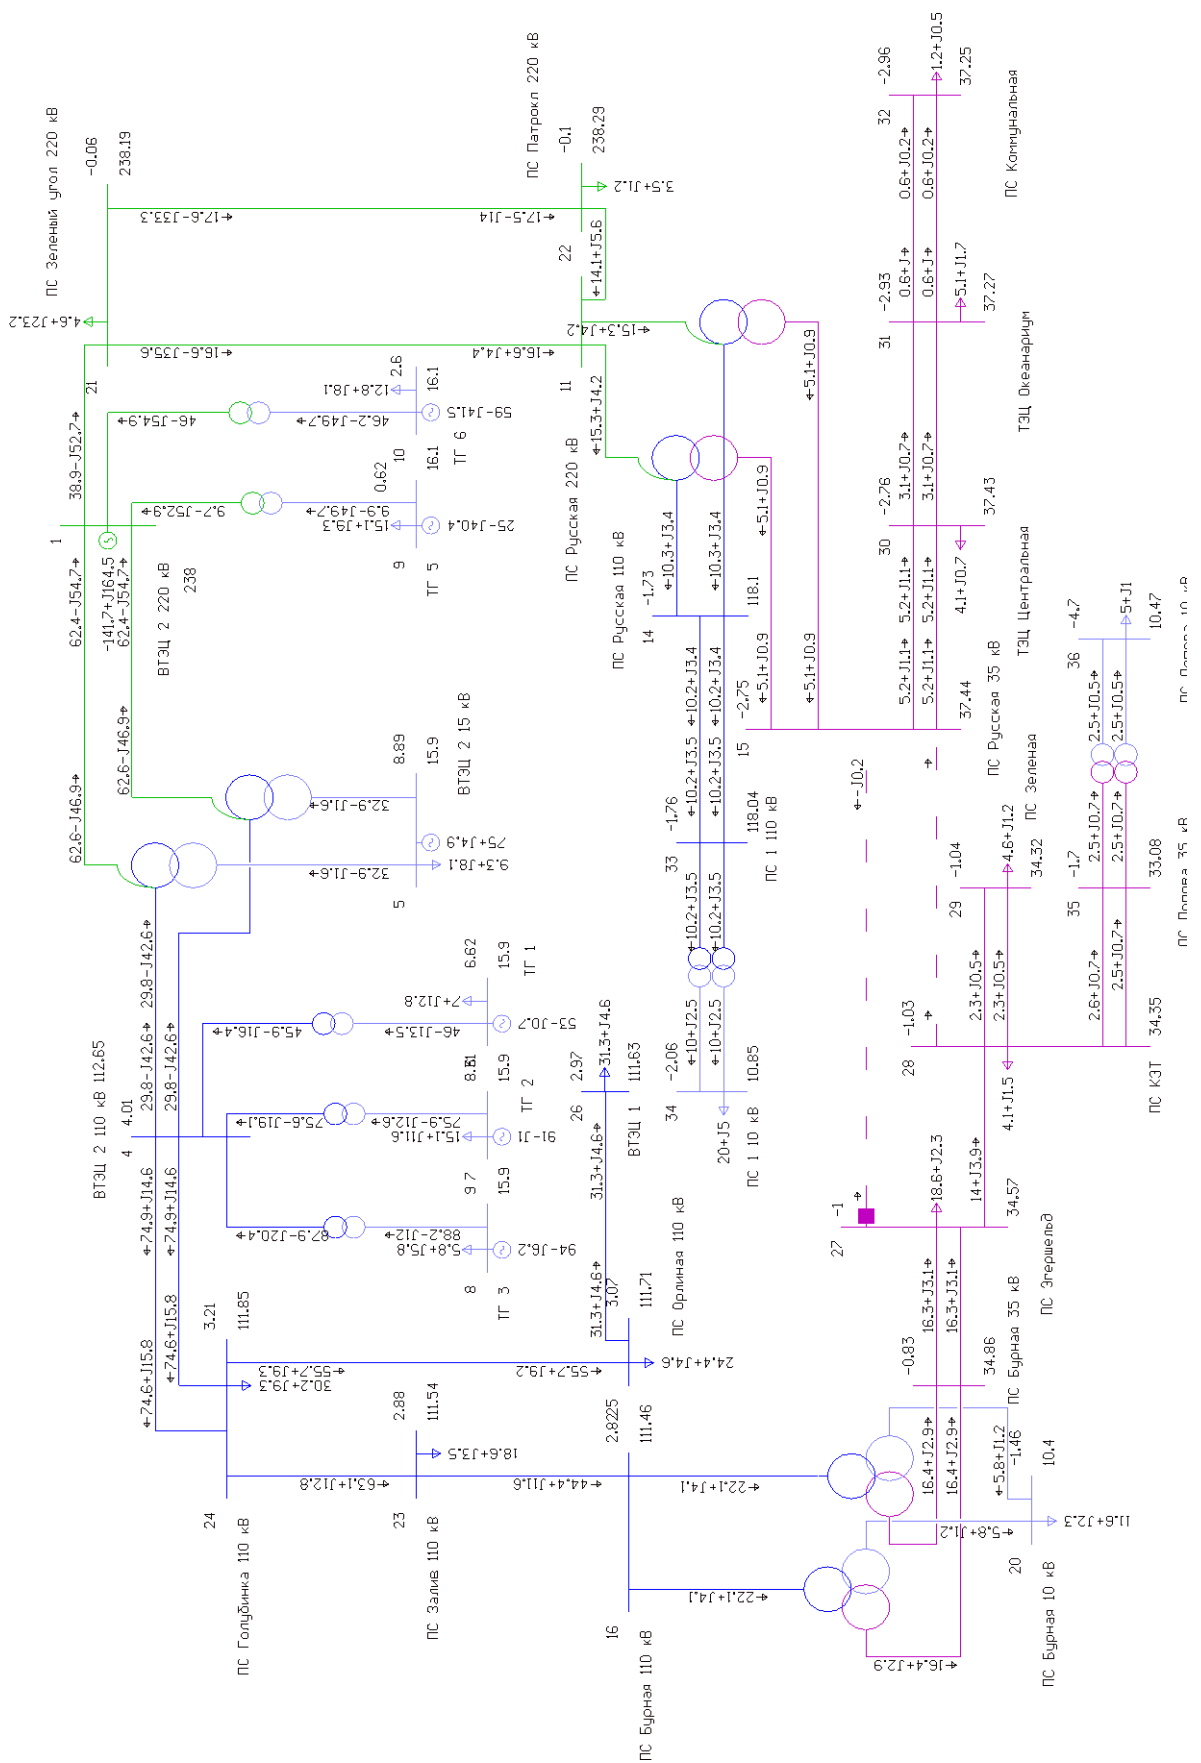 ПС Голубинка 110 кВ
24
3.21
111.85
74.6+J15.8
74.6+J15.8
30.2+J9.3
55.7+J9.3
55.7+J9.2
63.1+J12.8
ПС Залив 110 кВ
23
2.88
111.54
18.6+J3.5
44.4+J11.6
ПС Бурная 110 кВ
16
2.8225
111.46
22.1+J4.1
22.1+J4.1
16.4+J2.9
16.4+J2.9
16.4+J2.9
ПС Бурная 10 кВ
20
-1.46
10.4
5.8+J1.2
5.8+J1.2
11.6+J2.3
ПС Бурная 35 кВ
-0.83
34.86
16.3+J3.1
16.3+J3.1
ПС Эгершельд
27
-1
34.57
18.6+J2.3
14+J3.9
-J0.2
ПС КЭТ
28
-1.03
34.35
4.1+J1.5
2.3+J0.5
2.3+J0.5
2.6+J0.7
2.5+J0.7
ПС Зеленая
29
-1.04
34.32
4.6+J1.2
ПС Попова 35 кВ
35
-1.7
33.08
2.5+J0.7
2.5+J0.7
2.5+J0.5
2.5+J0.5
ПС Попова 10 кВ
36
-4.7
10.47
5+J1
ПС Орлиная 110 кВ
3.07
111.71
24.4+J4.6
31.3+J4.6
31.3+J4.6
ВТЭЦ 1
26
2.97
111.63
31.3+J4.6
ВТЭЦ 2 110 кВ 112.65
4
4.01
74.9+J14.6
74.9+J14.6
29.8-J42.6
29.8-J42.6
29.8-J42.6
87.9-J20.4
88.2-J12
75.6-J19.1
75.9-J12.6
45.9-J16.4
46-J13.5
ТГ 3
8
9.7
15.9
5.8+J5.8
94-J6.2
ТГ 2
15.9
15.1+J11.6
91-J1
ТГ 1
6.62
15.9
7+J12.8
53-J0.7
ВТЭЦ 2 15 кВ
5
8.89
15.9
32.9-J1.6
32.9-J1.6
75+J4.9
9.3+J8.1
62.6-J46.9
62.6-J46.9
ВТЭЦ 2 220 кВ
1
238
-141.7+J164.5
62.4-J54.7
62.4-J54.7
38.9-J52.7
9.7-J52.9
9.9-J49.7
46-J54.9
46.2-J49.7
ТГ 5
9
0.62
16.1
15.1+J9.3
25-J40.4
ТГ 6
10
2.6
16.1
12.8+J8.1
59-J41.5
ПС Зеленый угол 220 кВ
21
-0.06
238.19
4.6+J23.2
16.6-J35.6
17.6-J33.3
ПС Патрокл 220 кВ
22
-0.1
238.29
3.5+J1.2
17.5-J14
14.1+J5.6
ПС Русская 220 кВ
11
16.6+J4.4
15.3+J4.2
15.3+J4.2
ПС Русская 110 кВ
14
-1.73
118.1
10.3+J3.4
10.3+J3.4
10.2+J3.4
10.2+J3.4
ПС 1 110 кВ
33
-1.76
118.04
10.2+J3.5
10.2+J3.5
10.2+J3.5
10.2+J3.5
ПС 1 10 кВ
34
-2.06
10.85
10+J2.5
10+J2.5
20+J5
ПС Русская 35 кВ
15
-2.75
37.44
5.1+J0.9
5.1+J0.9
5.1+J0.9
5.1+J0.9
5.2+J1.1
5.2+J1.1
ТЭЦ Центральная
30
-2.76
37.43
5.2+J1.1
5.2+J1.1
4.1+J0.7
3.1+J0.7
3.1+J0.7
ТЭЦ Океанариум
31
-2.93
37.27
5.1+J1.7
0.6+J
0.6+J
ПС Коммунальная
32
-2.96
37.25
0.6+J0.2
0.6+J0.2
1.2+J0.5